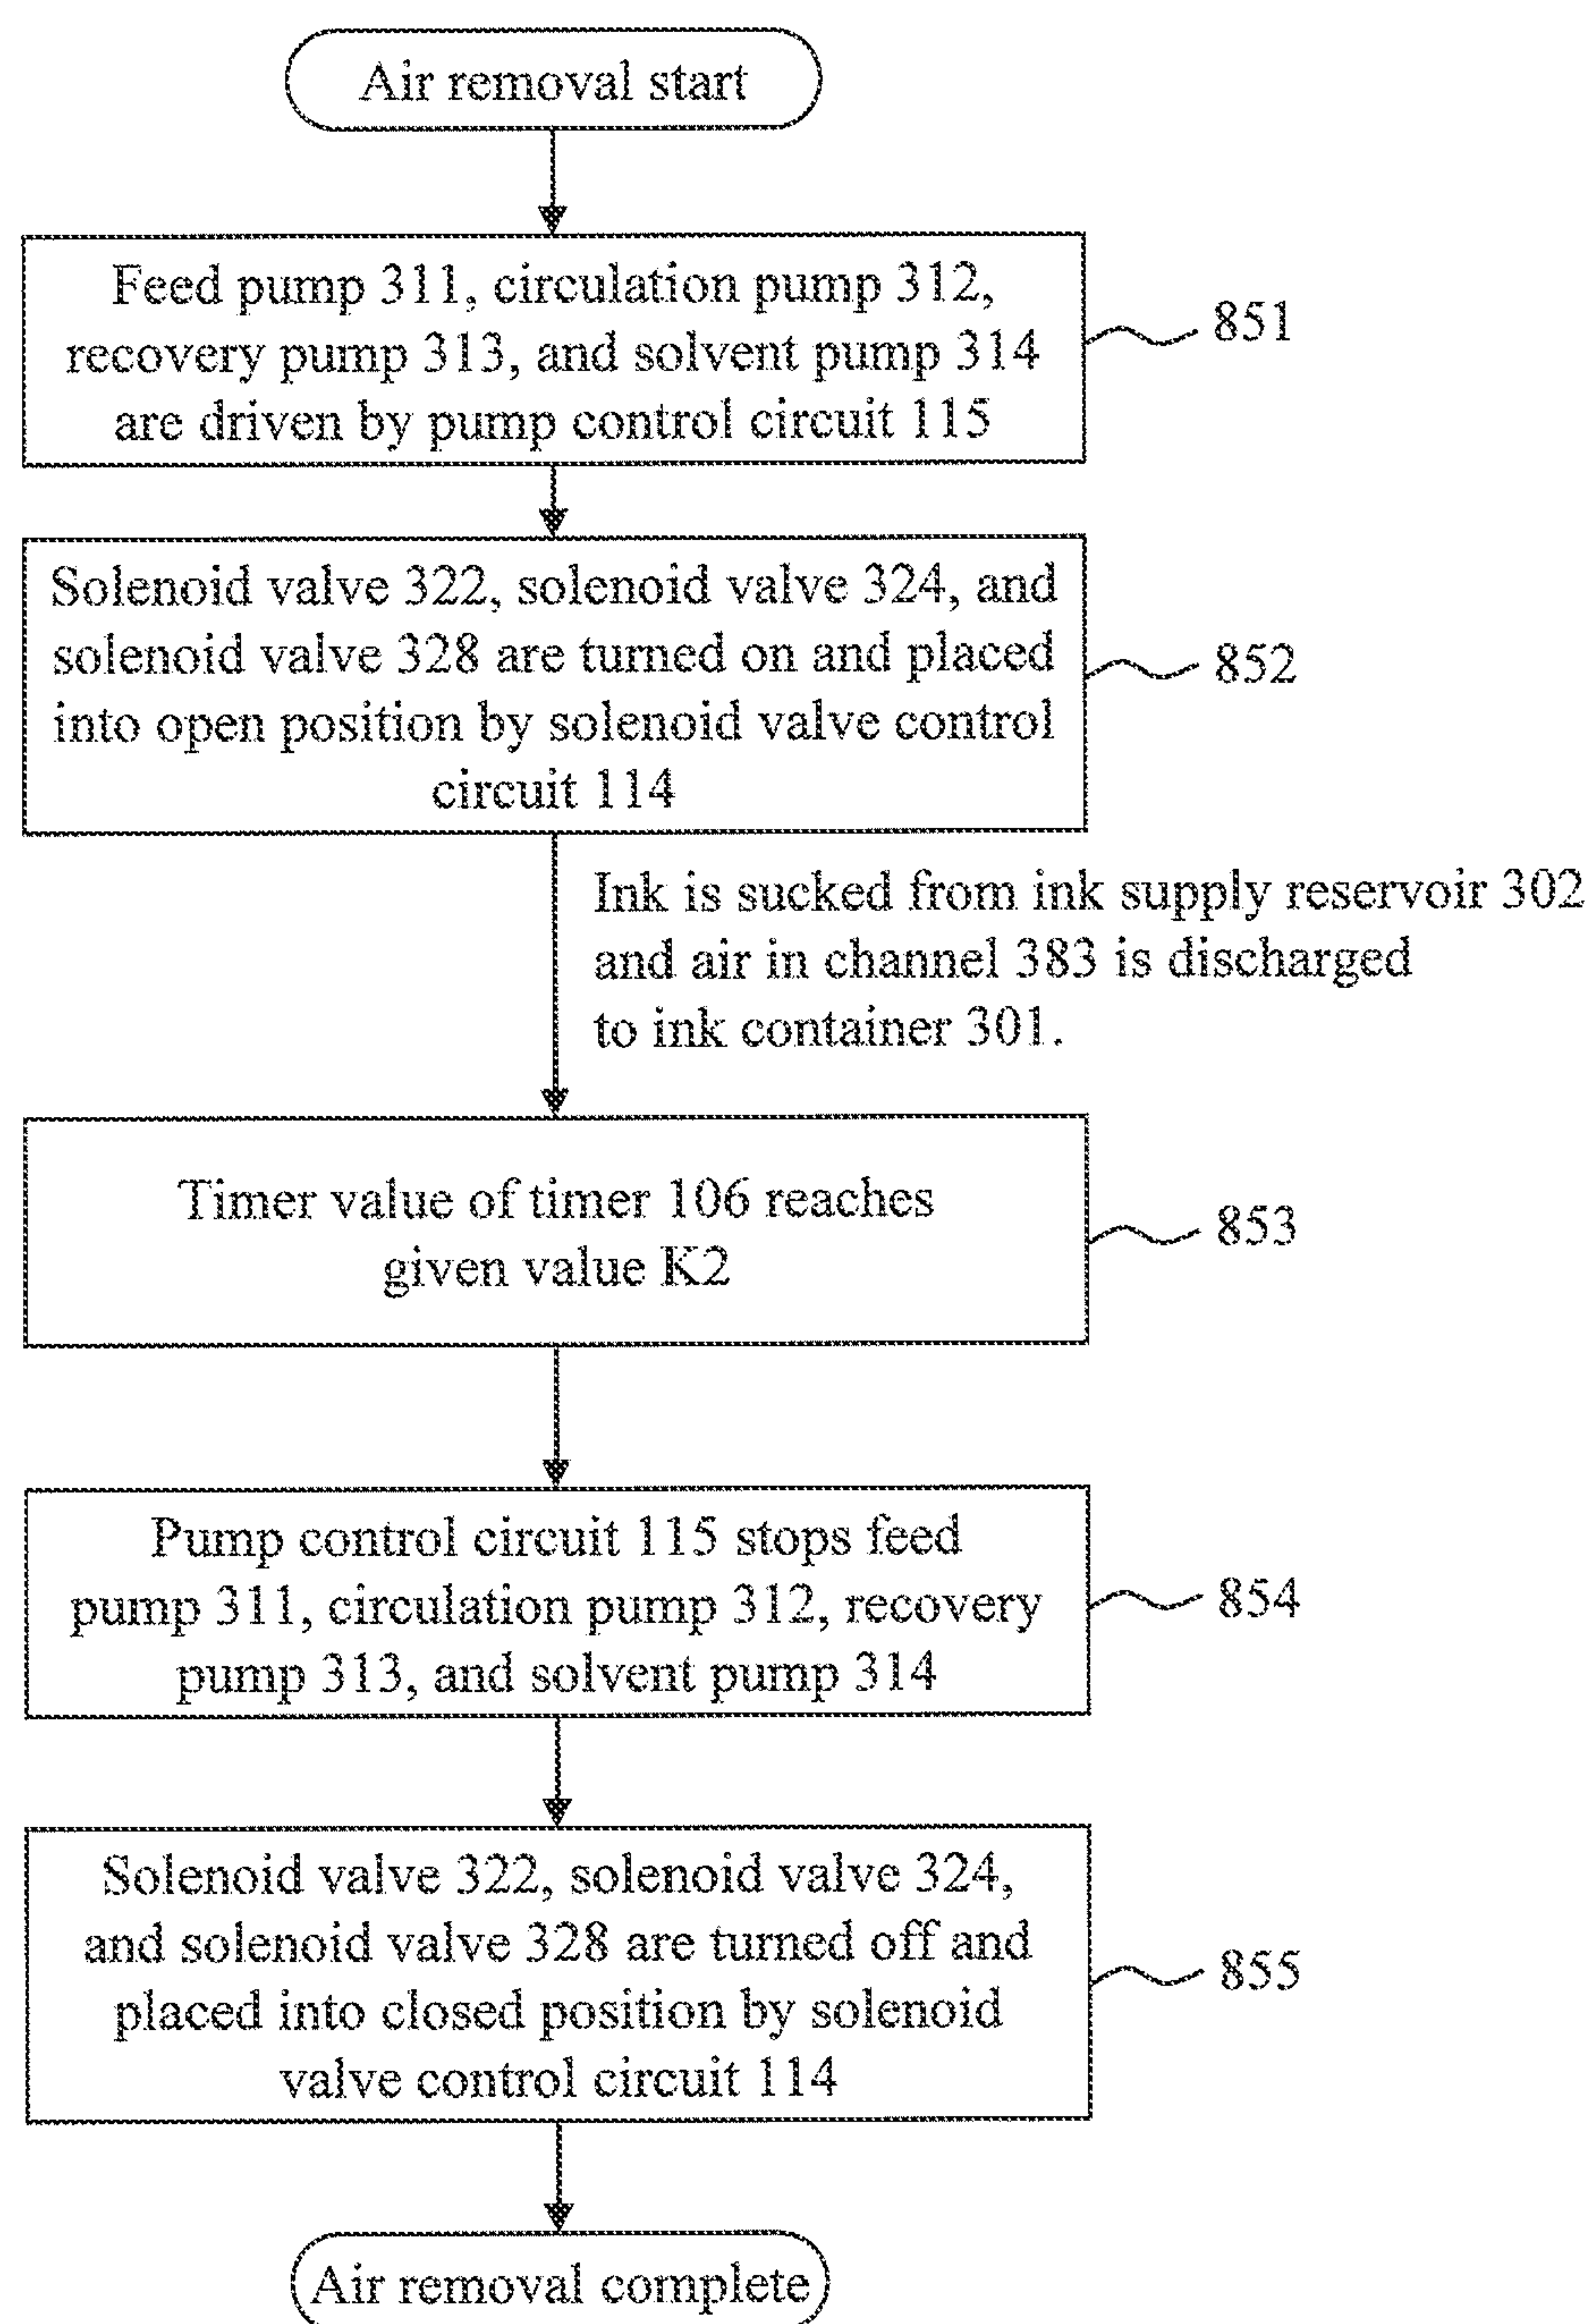 Air removal start
Feed pump 311, circulation pump 312,
recovery pump 313, and solvent pump 314
are driven by pump control circuit 115
851
Solenoid valve 322, solenoid valve 324, and
solenoid valve 328 are turned on and placed
into open position by solenoid valve control
circuit 114
852
Ink is sucked from ink supply reservoir 302
and air in channel 383 is discharged
to ink container 301.
Timer value of timer 106 reaches
given value K2
853
Pump control circuit 115 stops feed
pump 311, circulation pump 312, recovery
pump 313, and solvent pump 314
854
Solenoid valve 322, solenoid valve 324,
and solenoid valve 328 are turned off and
placed into closed position by solenoid
valve control circuit 114
855
Air removal complete